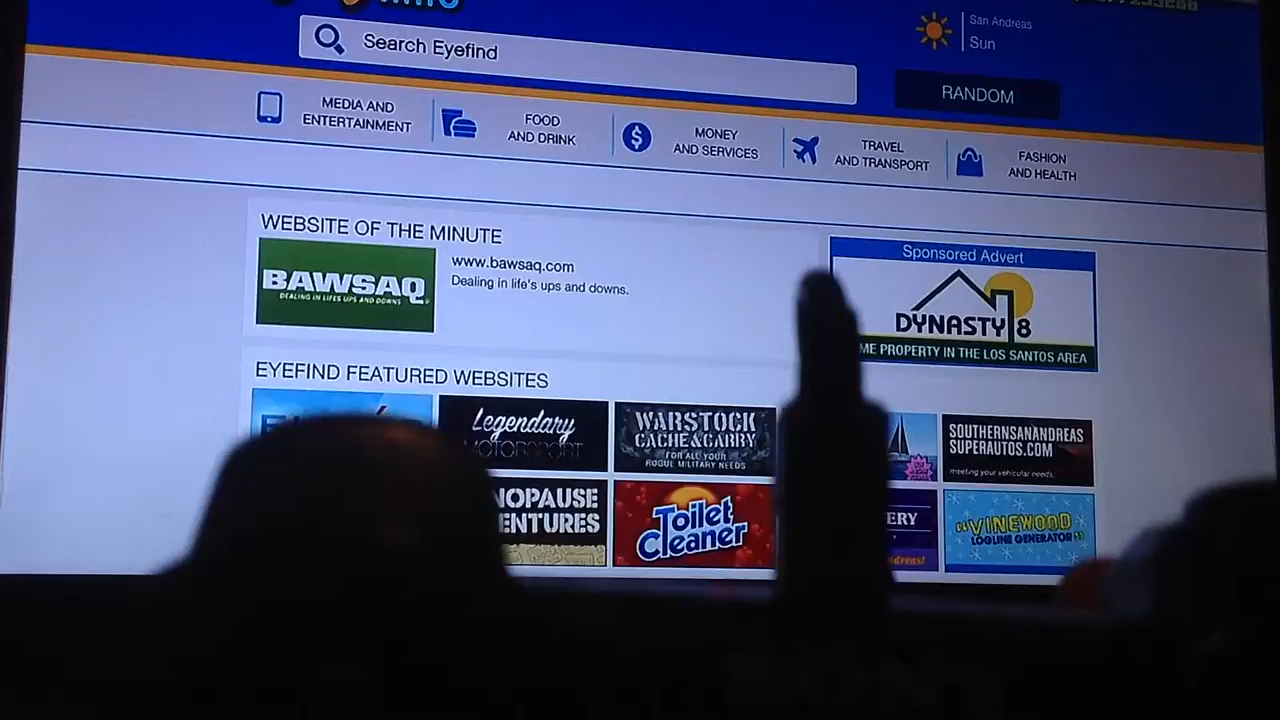 San Andreas
Search Eyefind
Sun
RANDOM
MEDIA AND
ENTERTAINMENT
FOOD
AND DRINK
MONEY
AND SERVICES
TRAVEL
AND TRANSPORT
FASHION
AND HEALTH
WEBSITE OF THE MINUTE
BAWSAQ
DEALING IN LIFE'S UPS AND DOWNS
www.bawsaq.com
Dealing in life's ups and downs.
Sponsored Advert
DYNASTY 8
PROPERTY IN THE LOS SANTOS AREA
EYEFIND FEATURED WEBSITES
Legendary
MOTORSPORT
WARSTOCK
CACHE & CARRY
FOR ALL YOUR
ROGUE MILITARY NEEDS
SOUTHERNSANANDREAS
SUPERAUTOS.COM
meeting your vehicular needs.
NOPAUSE
ENTURES
Toilet
Cleaner
ERY
"VINEWOOD
LOGLINE GENERATOR"